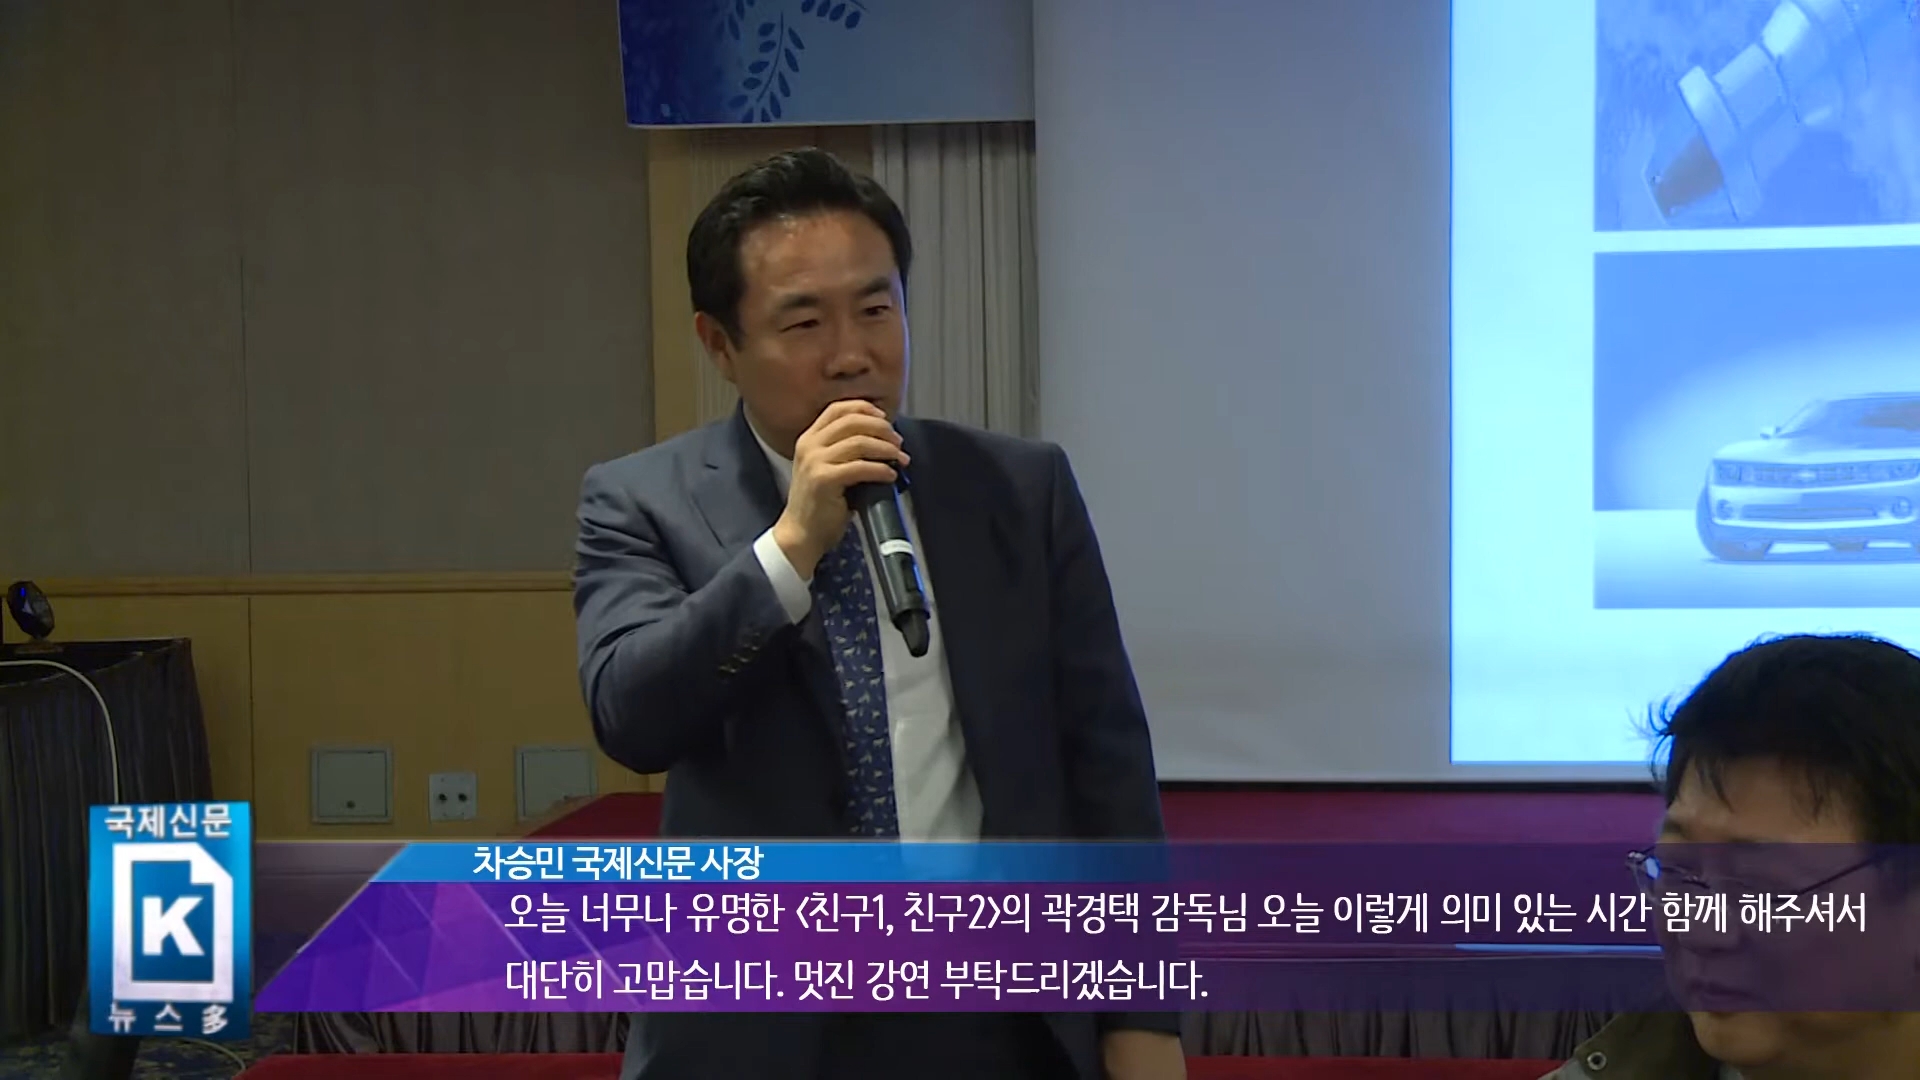 국제신문
K
뉴스多
차승민 국제신문 사장
오늘 너무나 유명한 <친구1, 친구2>의 곽경택 감독님 오늘 이렇게 의미 있는 시간 함께 해주셔서
대단히 고맙습니다. 멋진 강연 부탁드리겠습니다.